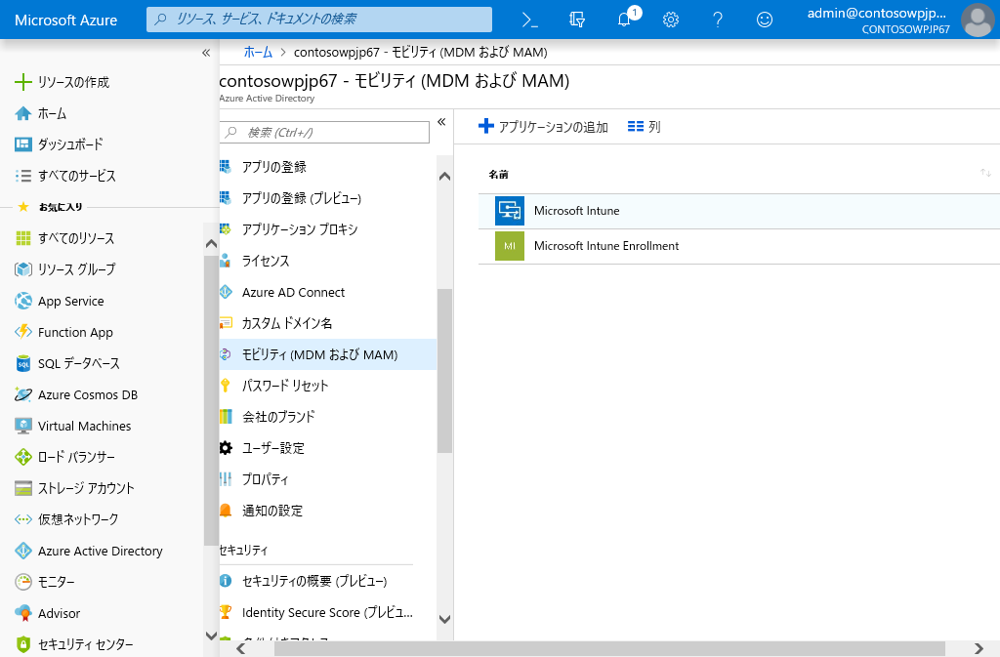 Microsoft Azure
リソース、サービス、ドキュメントの検索
1
admin@contosowpjp...
CONTOSOWPJP67
ホーム > contosowpjp67 - モビリティ (MDM および MAM)
contosowpjp67 - モビリティ (MDM および MAM)
Azure Active Directory
リソースの作成
ホーム
ダッシュボード
すべてのサービス
お気に入り
すべてのリソース
リソース グループ
App Service
Function App
SQL データベース
Azure Cosmos DB
Virtual Machines
ロード バランサー
ストレージ アカウント
仮想ネットワーク
Azure Active Directory
モニター
Advisor
セキュリティ センター
検索 (Ctrl+/)
アプリの登録
アプリの登録 (プレビュー)
アプリケーション プロキシ
ライセンス
Azure AD Connect
カスタム ドメイン名
モビリティ (MDM および MAM)
パスワード リセット
会社のブランド
ユーザー設定
プロパティ
通知の設定
セキュリティ
セキュリティの概要 (プレビュー)
Identity Secure Score (プレビュ...
アプリケーションの追加
列
名前
Microsoft Intune
MI
Microsoft Intune Enrollment